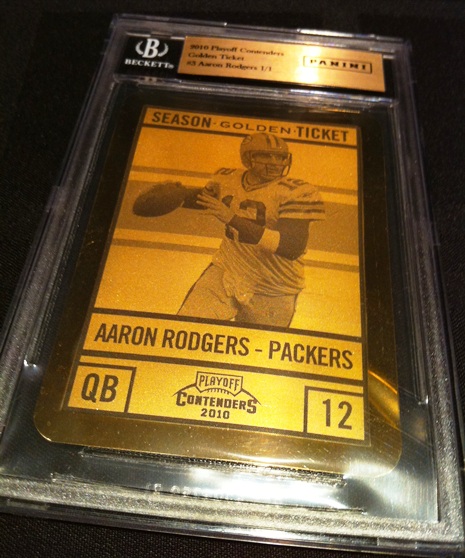 B
BECKETT®
2010 Playoff Contenders
Golden Ticket
#3 Aaron Rodgers 1/1
PANINI
SEASON·GOLDEN·TICKET
12
AARON RODGERS - PACKERS
QB
PLAYOFF
CONTENDERS
2010
12